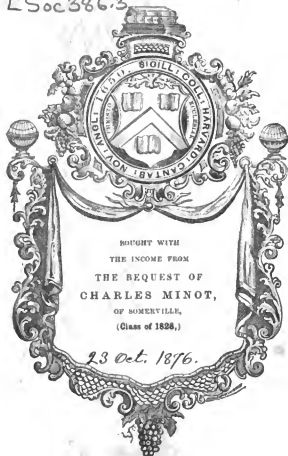 LSoc386.3
SIGILL: COLL: HARVARD: CANTAB: NOV. ANGL: 1650:
BOUGHT WITH
THE INCOME FROM
THE BEQUEST OF
CHARLES MINOT,
OF SOMERVILLE,
(Class of 1828,)
23 Oct. 1876.